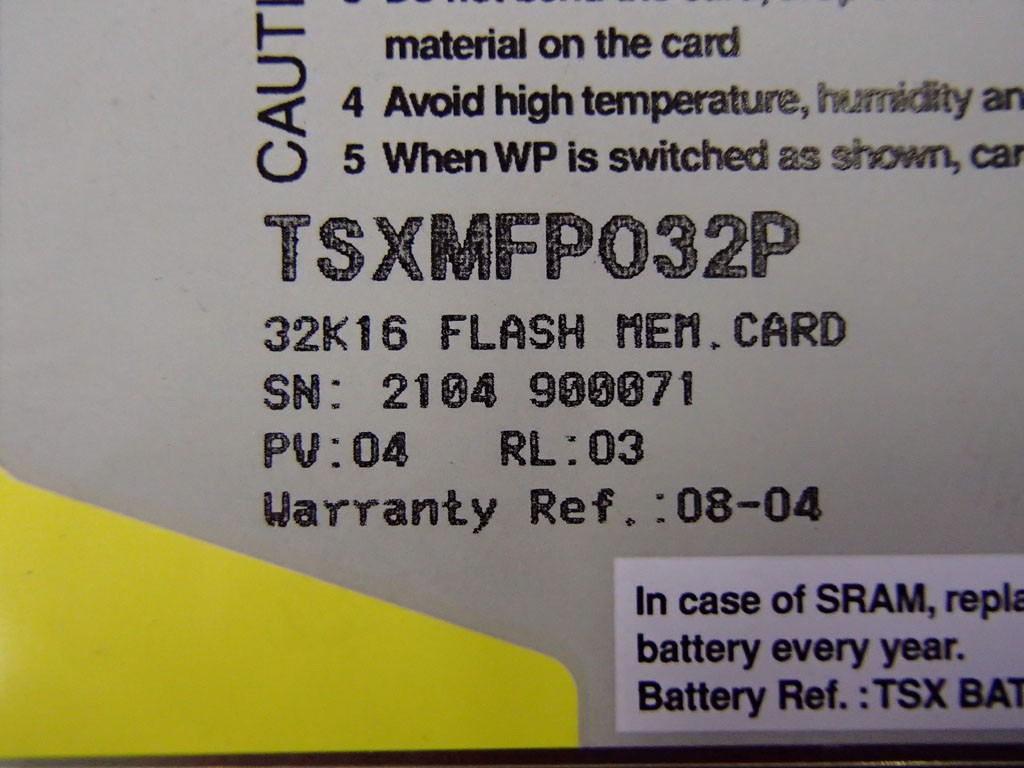 material on the card
4 Avoid high temperature, humidity an
5 When WP is switched as shown, car
CAUTI
TSXMFP032P
32K16 FLASH MEM.CARD
SN: 2104 900071
PV:04 RL:03
Warranty Ref.:08-04
In case of SRAM, repla
battery every year.
Battery Ref. : TSX BAT